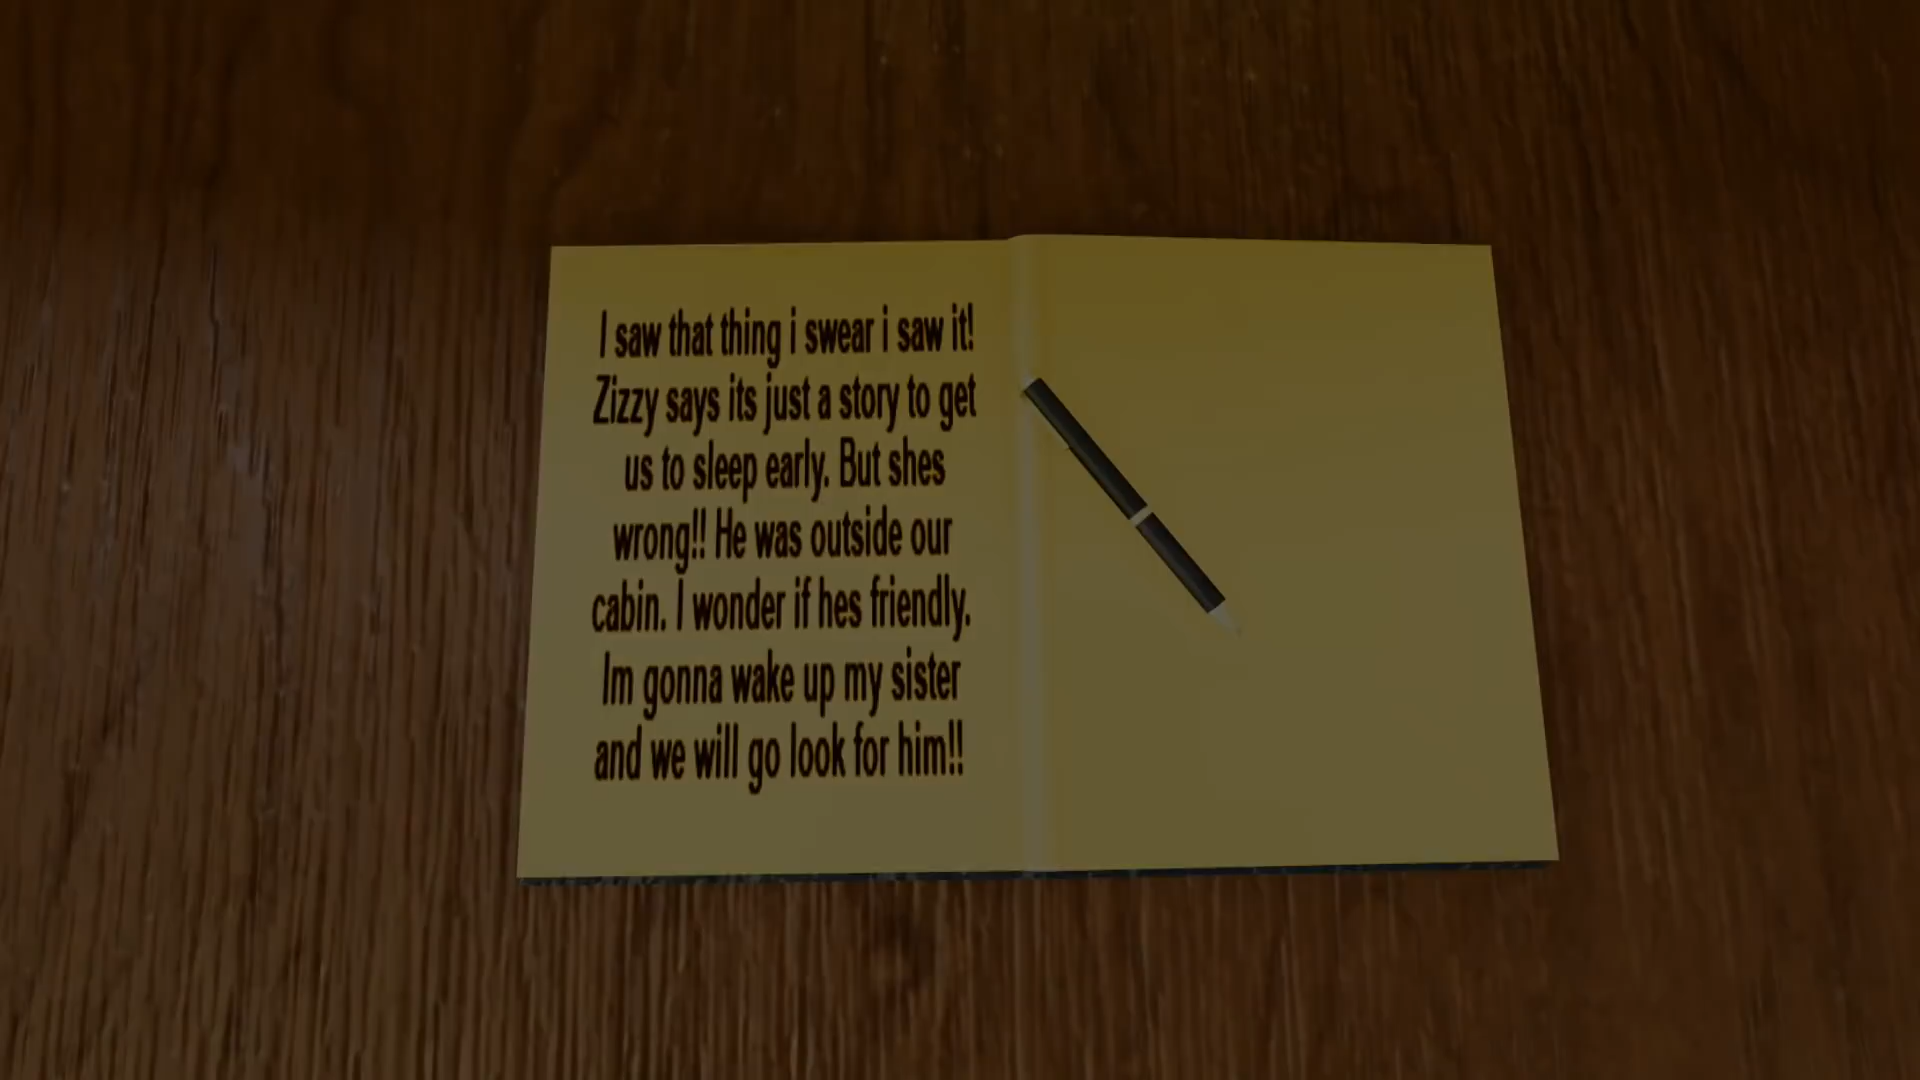 I saw that thing i swear i saw it!
Zizzy says its just a story to get
us to sleep early. But shes
wrong!! He was outside our
cabin. I wonder if hes friendly.
Im gonna wake up my sister
and we will go look for him!!